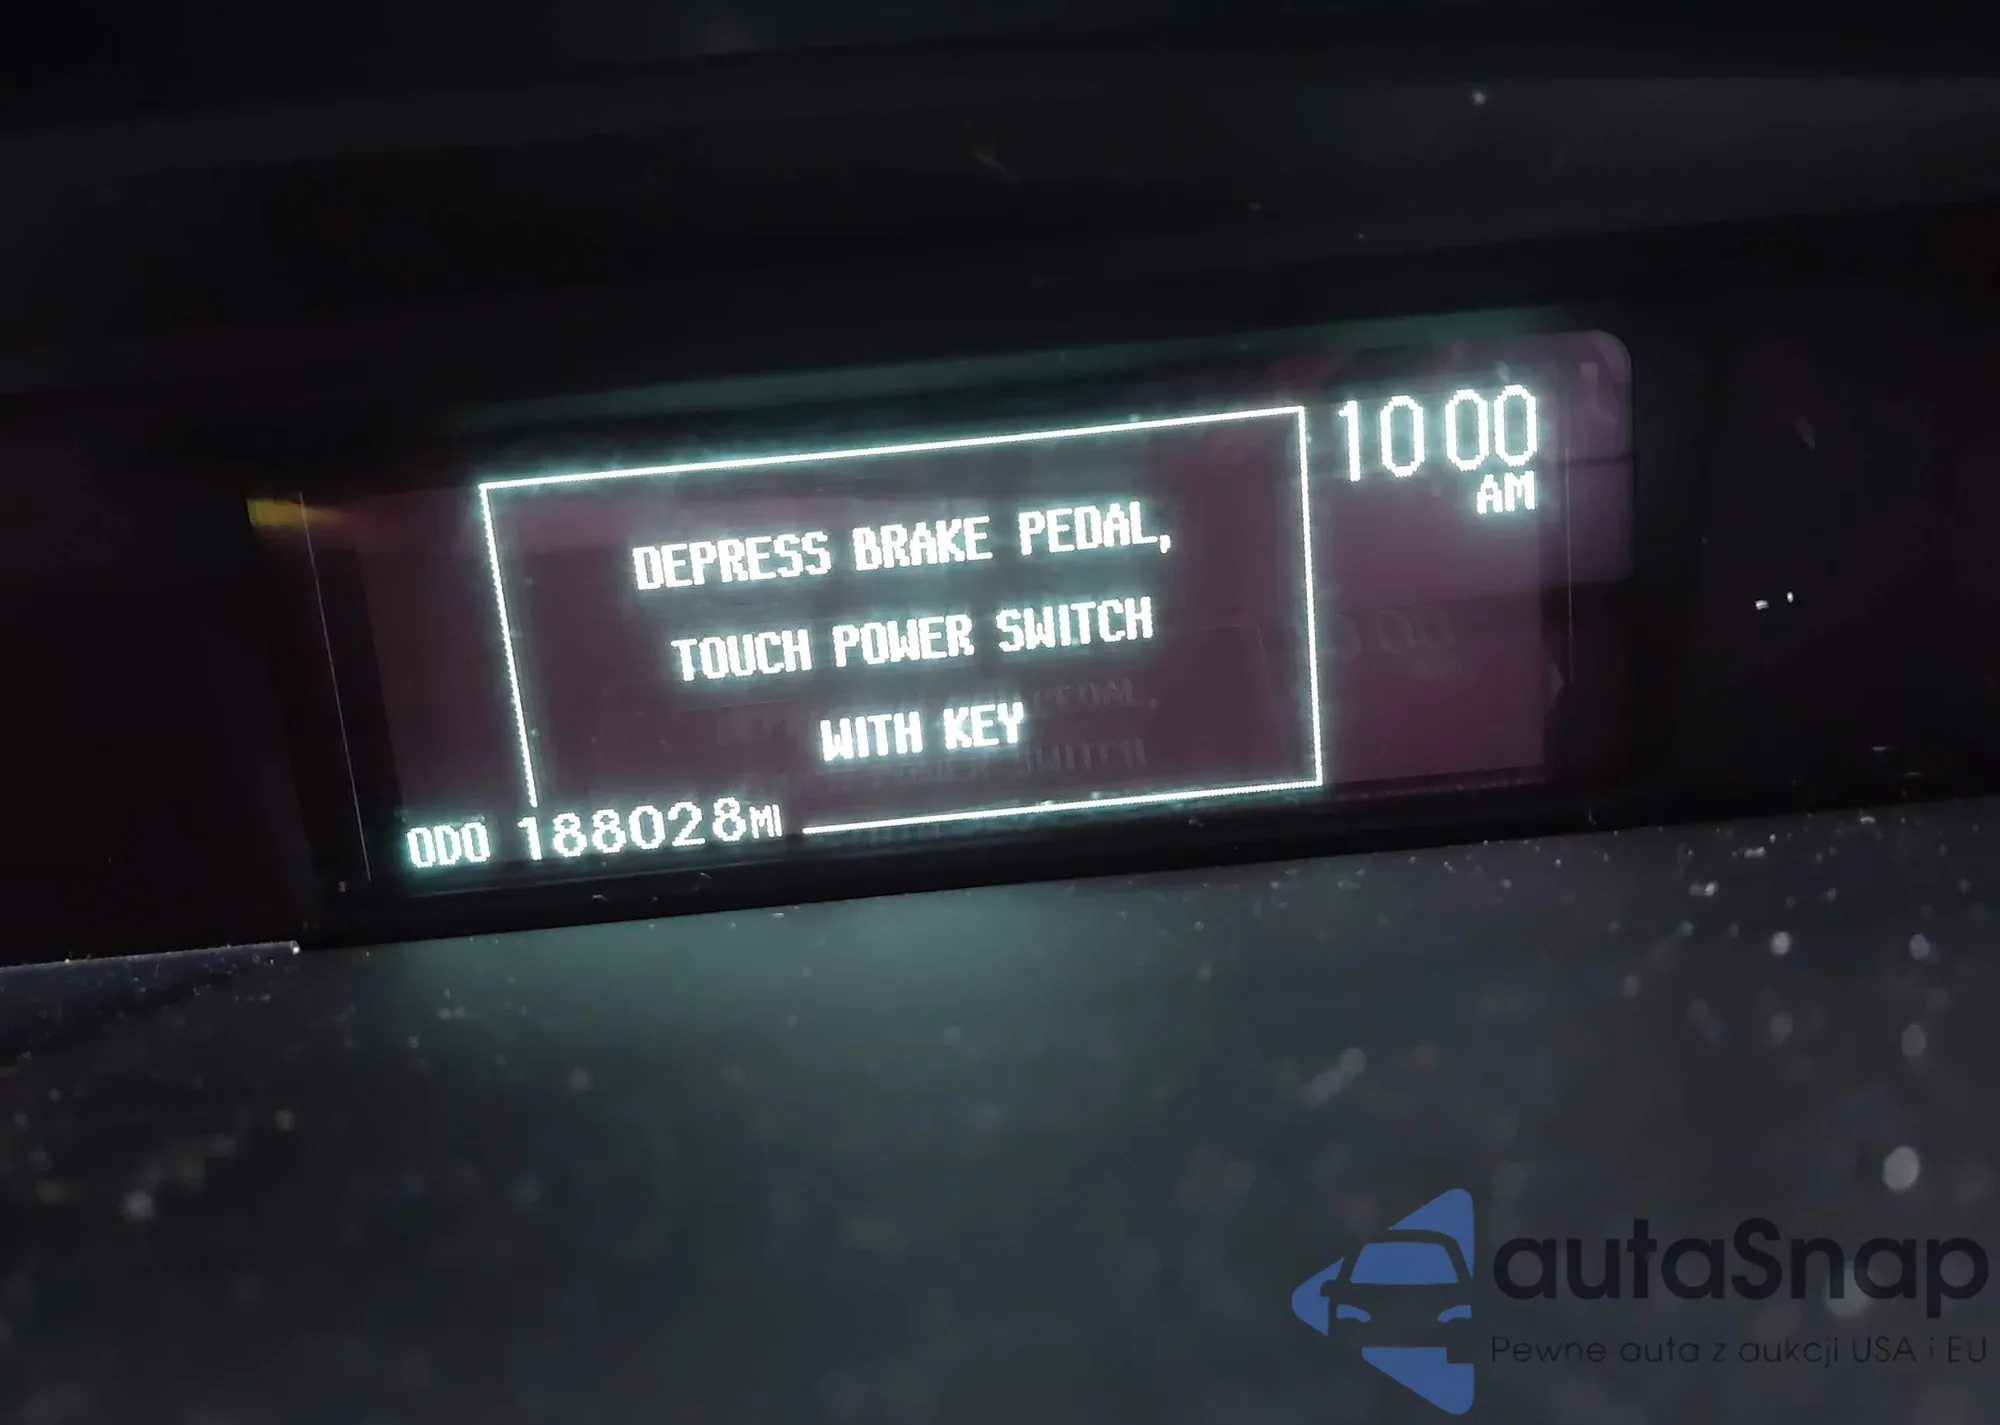 10 00
AM
DEPRESS BRAKE PEDAL,
TOUCH POWER SWITCH
WITH KEY
ODO 188028MI
autaSnap
Pewne auta z aukcji USA i EU